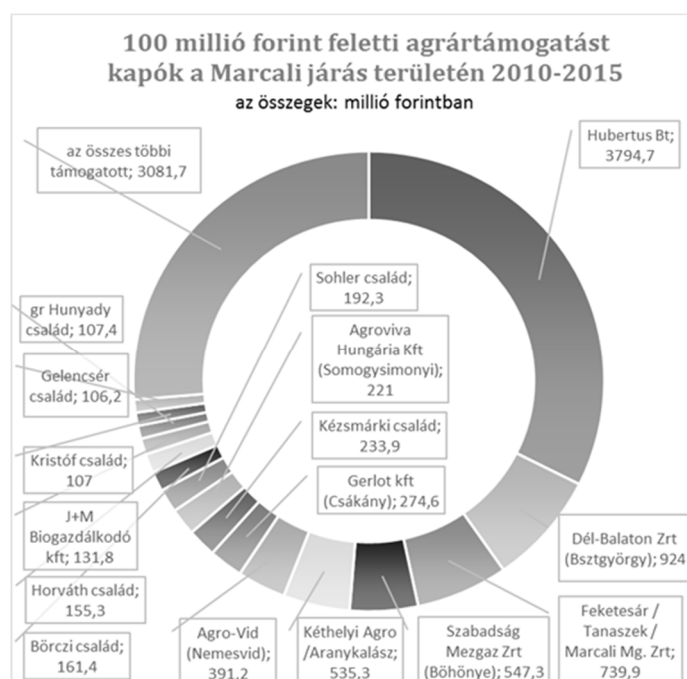 100 millió forint feletti agrártámogatást
kapók a Marcali járás területén 2010-2015
az összegek: millió forintban
Hubertus Bt;
3794,7
az összes többi
támogatott; 3081,7
Sohler család;
192,3
gr Hunyady
család; 107,4
Agroviva
Hungária Kft
(Somogysimonyi);
221
Gelencsér
család; 106,2
Kézsmárki család;
233,9
Kristóf család;
107
Gerlot kft
(Csákány); 274,6
J+M
Biogazdálkodó
kft; 131,8
Dél-Balaton Zrt
(Bsztgyörgy); 924
Horváth család;
155,3
Börczi család;
161,4
Agro-Vid
(Nemesvid);
391,2
Kéthelyi Agro
/Aranykalász;
535,3
Szabadság
Mezgaz Zrt
(Böhönye); 547,3
Feketesár /
Tanaszek /
Marcali Mg. Zrt;
739,9